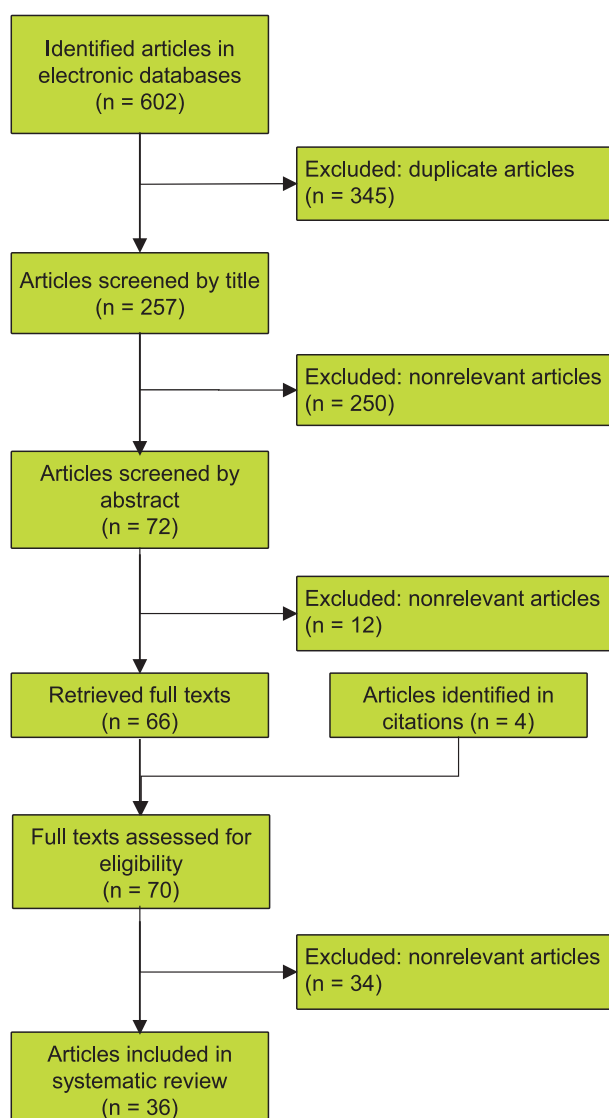 Identified articles in
electronic databases
(n = 602)
Excluded: duplicate articles
(n = 345)
Articles screened by title
(n = 257)
Excluded: nonrelevant articles
(n = 250)
Articles screened by
abstract
(n = 72)
Excluded: nonrelevant articles
(n = 12)
Retrieved full texts
(n = 66)
Articles identified in
citations (n = 4)
Full texts assessed for
eligibility
(n = 70)
Excluded: nonrelevant articles
(n = 34)
Articles included in
systematic review
(n = 36)